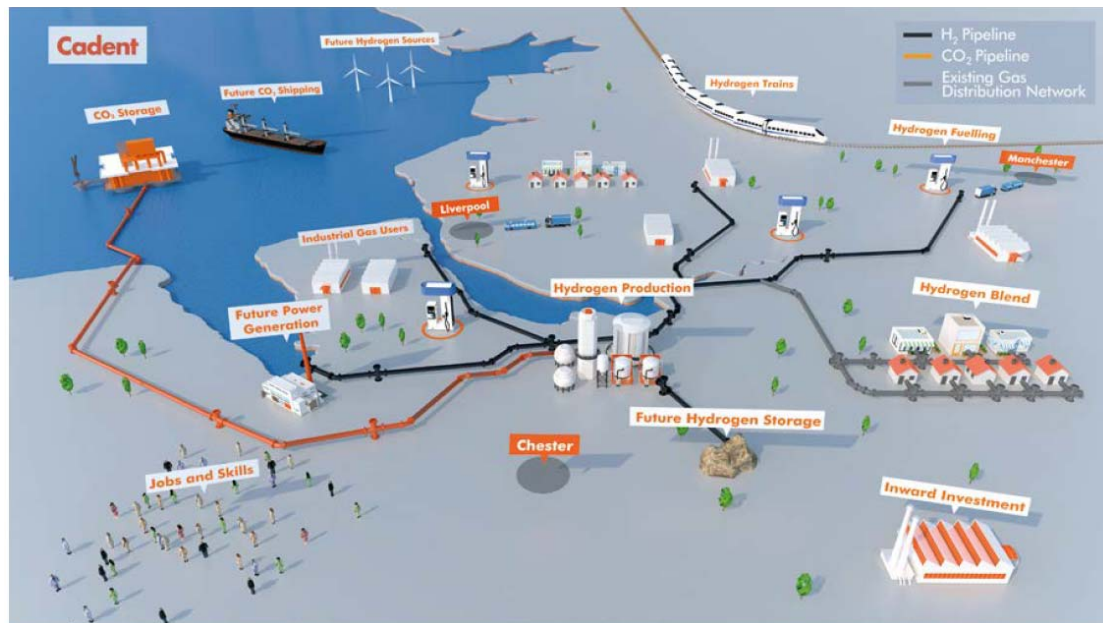 Cadent
Future Hydrogen Sources
H₂ Pipeline
CO₂ Pipeline
Existing Gas
Distribution Network
Future CO₂ Shipping
Hydrogen Trains
CO₂ Storage
Hydrogen Fuelling
Manchester
Liverpool
Industrial Gas Users
Hydrogen Production
Hydrogen Blend
Future Power
Generation
Future Hydrogen Storage
Chester
Jobs and Skills
Inward Investment